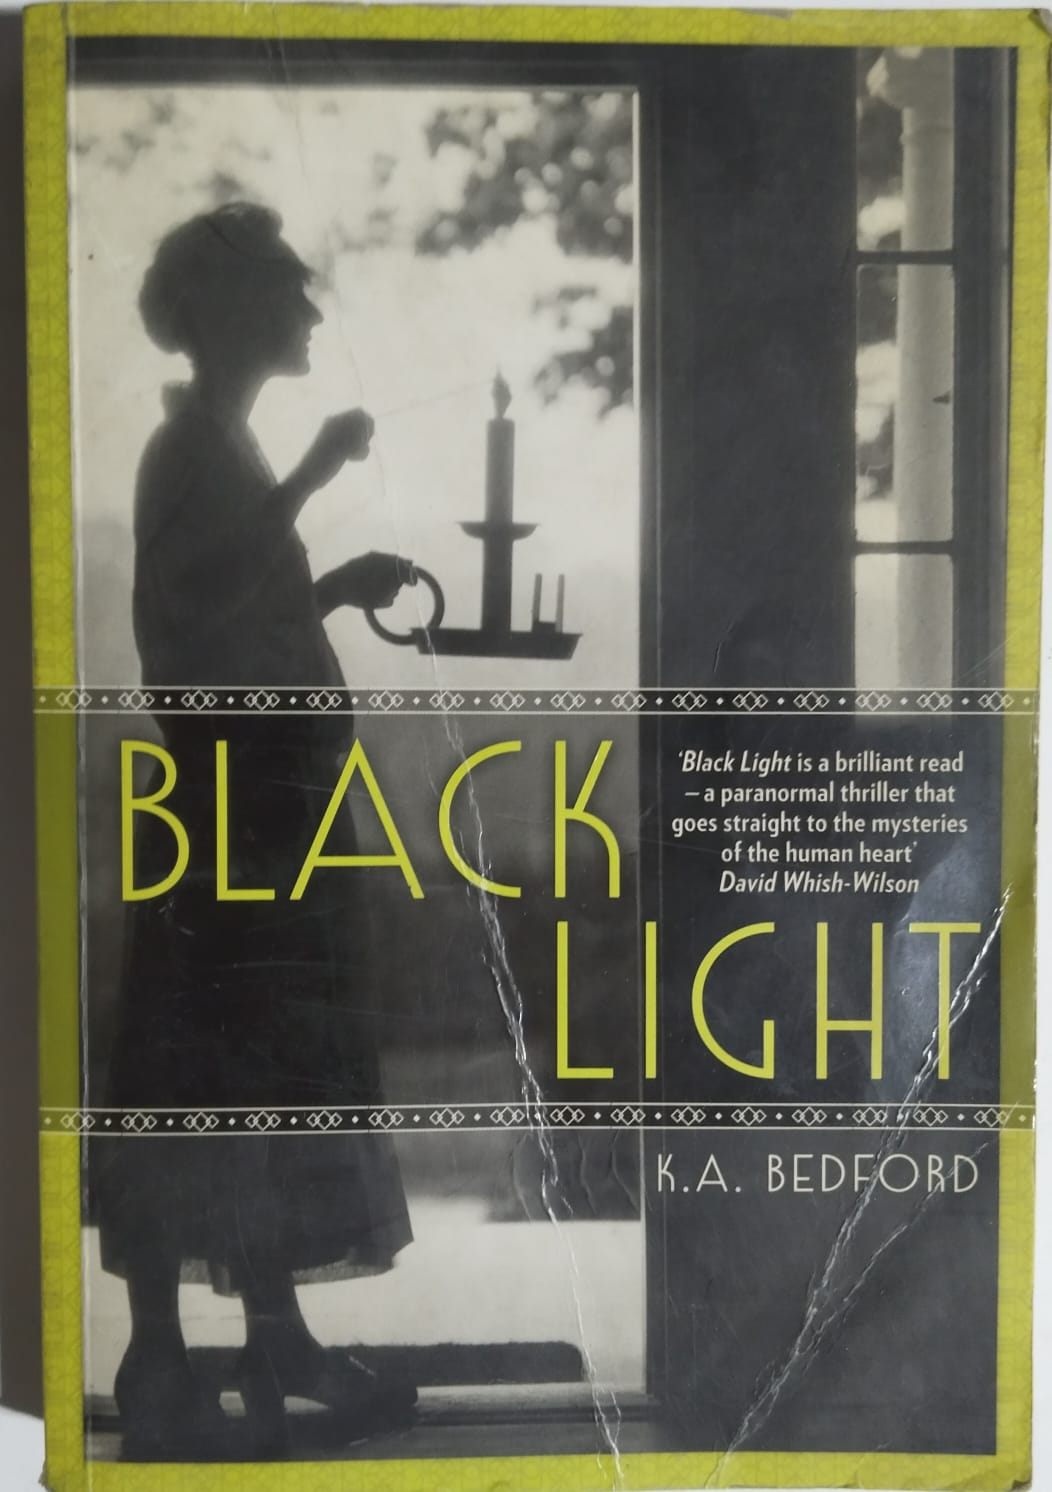 BLACK
‘Black Light is a brilliant read
– a paranormal thriller that
goes straight to the mysteries
of the human heart’
David Whish-Wilson
LIGHT
K.A. BEDFORD